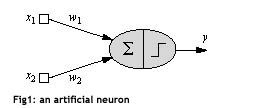 x1 w1
Σ
y
x2 w2
Fig1: an artificial neuron